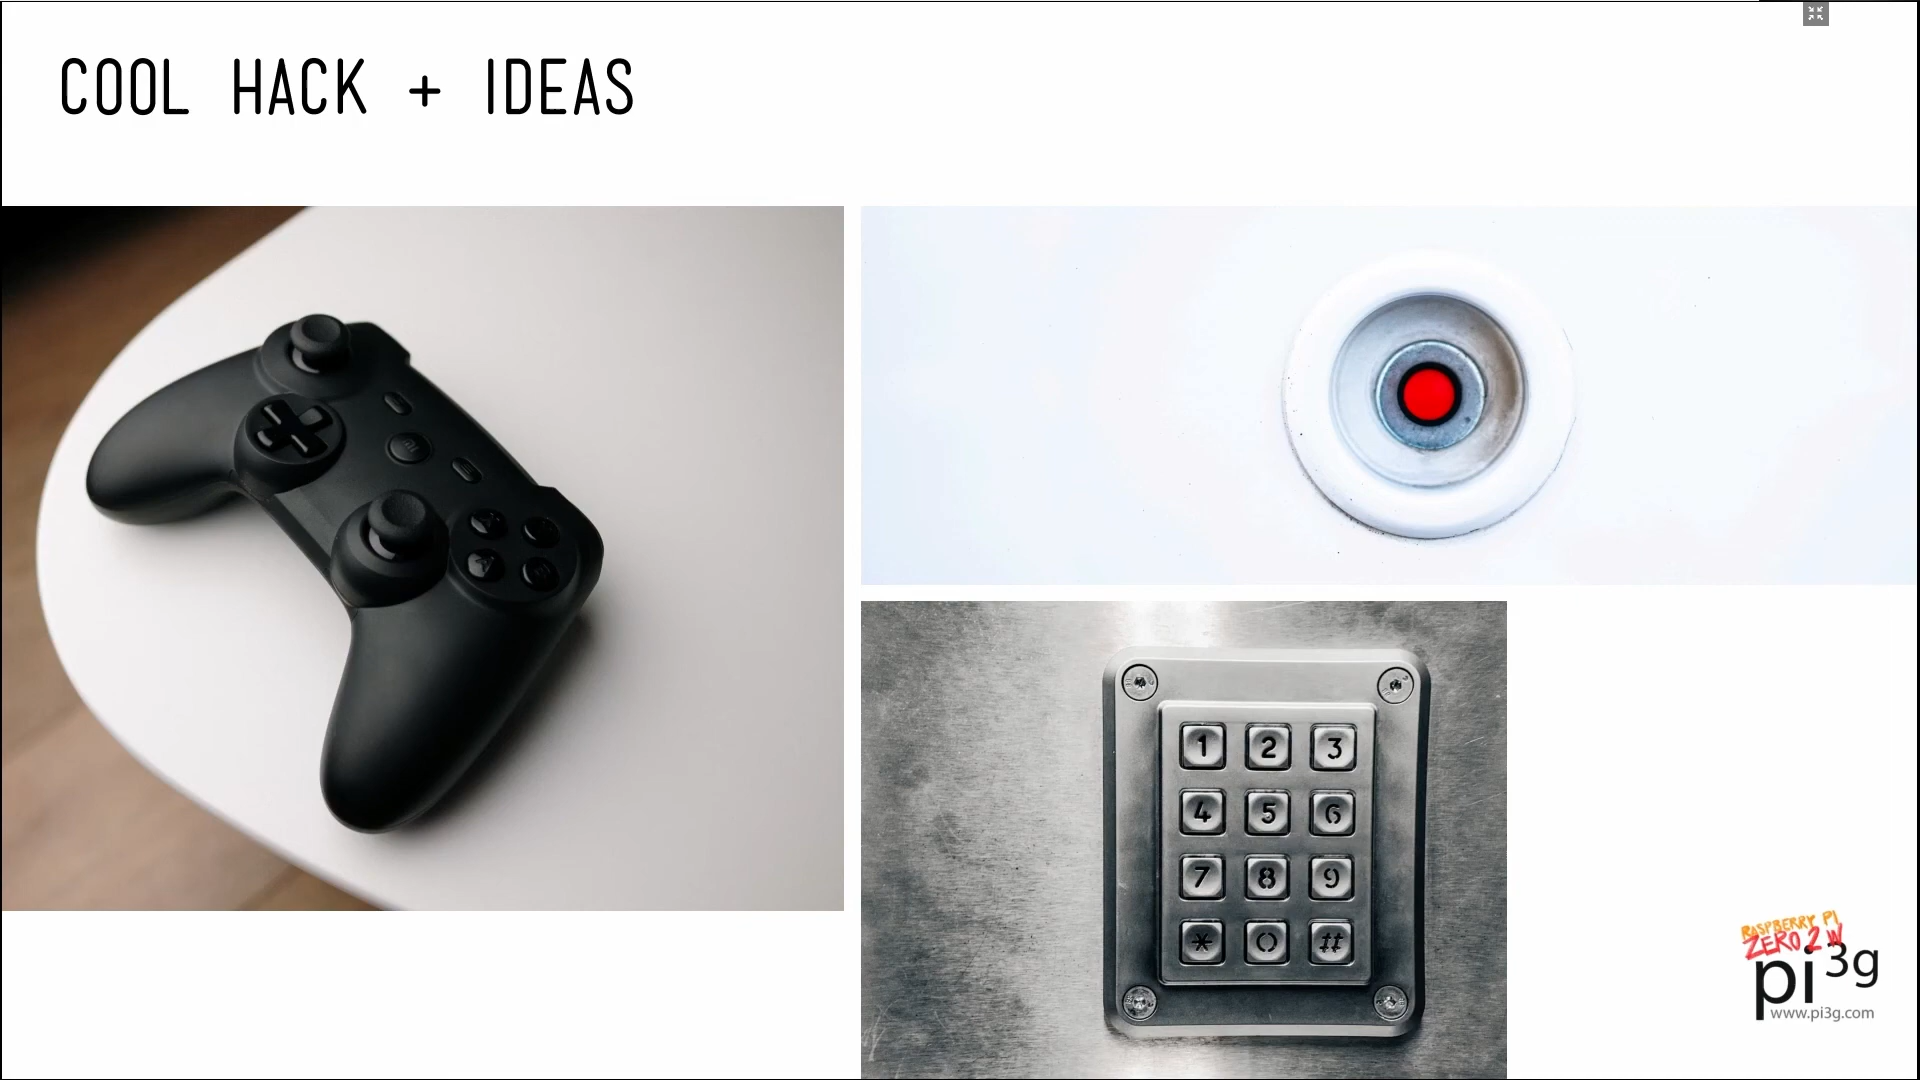 COOL HACK + IDEAS
mi
A
1 2 3
4 5 6
7 8 9
* 0 #
RASPBERRY PI
ZERO 2 W
pi3g
www.pi3g.com